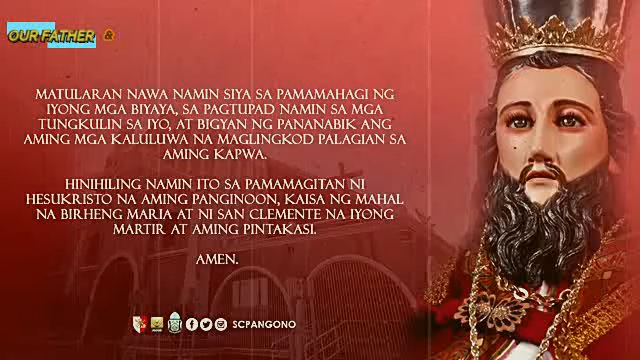 OUR FATHER &
MATULARAN NAWA NAMIN SIYA SA PAMAMAHAGI NG
IYONG MGA BIYAYA, SA PAGTUPAD NAMIN SA MGA
TUNGKULIN SA IYO, AT BIGYAN NG PANANABIK ANG
AMING MGA KALULUWA NA MAGLINGKOD PALAGIAN SA
AMING KAPWA.
HINIHILING NAMIN ITO SA PAMAMAGITAN NI
HESUKRISTO NA AMING PANGINOON, KAISA NG MAHAL
NA BIRHENG MARIA AT NI SAN CLEMENTE NA IYONG
MARTIR AT AMING PINTAKASI.
AMEN.
SCPANGONO